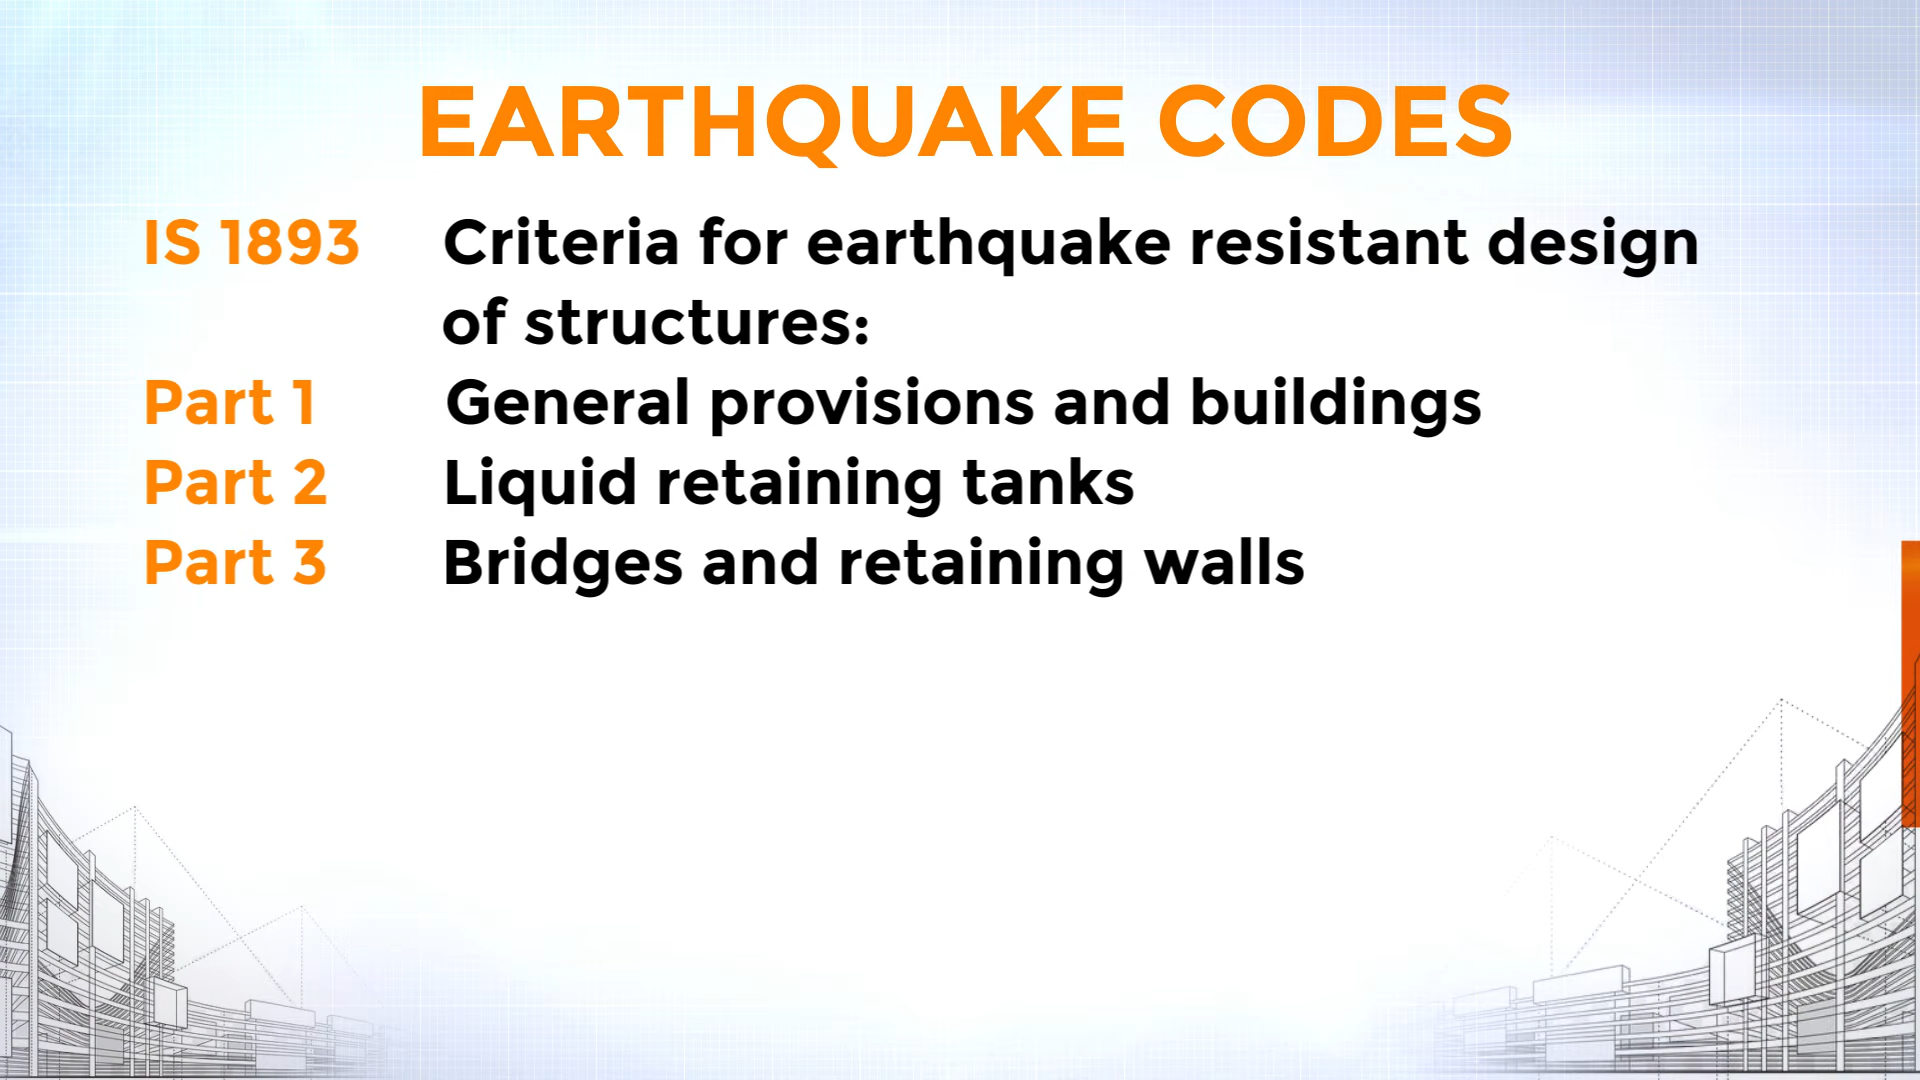 EARTHQUAKE CODES
IS 1893 Criteria for earthquake resistant design
of structures:
Part 1 General provisions and buildings
Part 2 Liquid retaining tanks
Part 3 Bridges and retaining walls